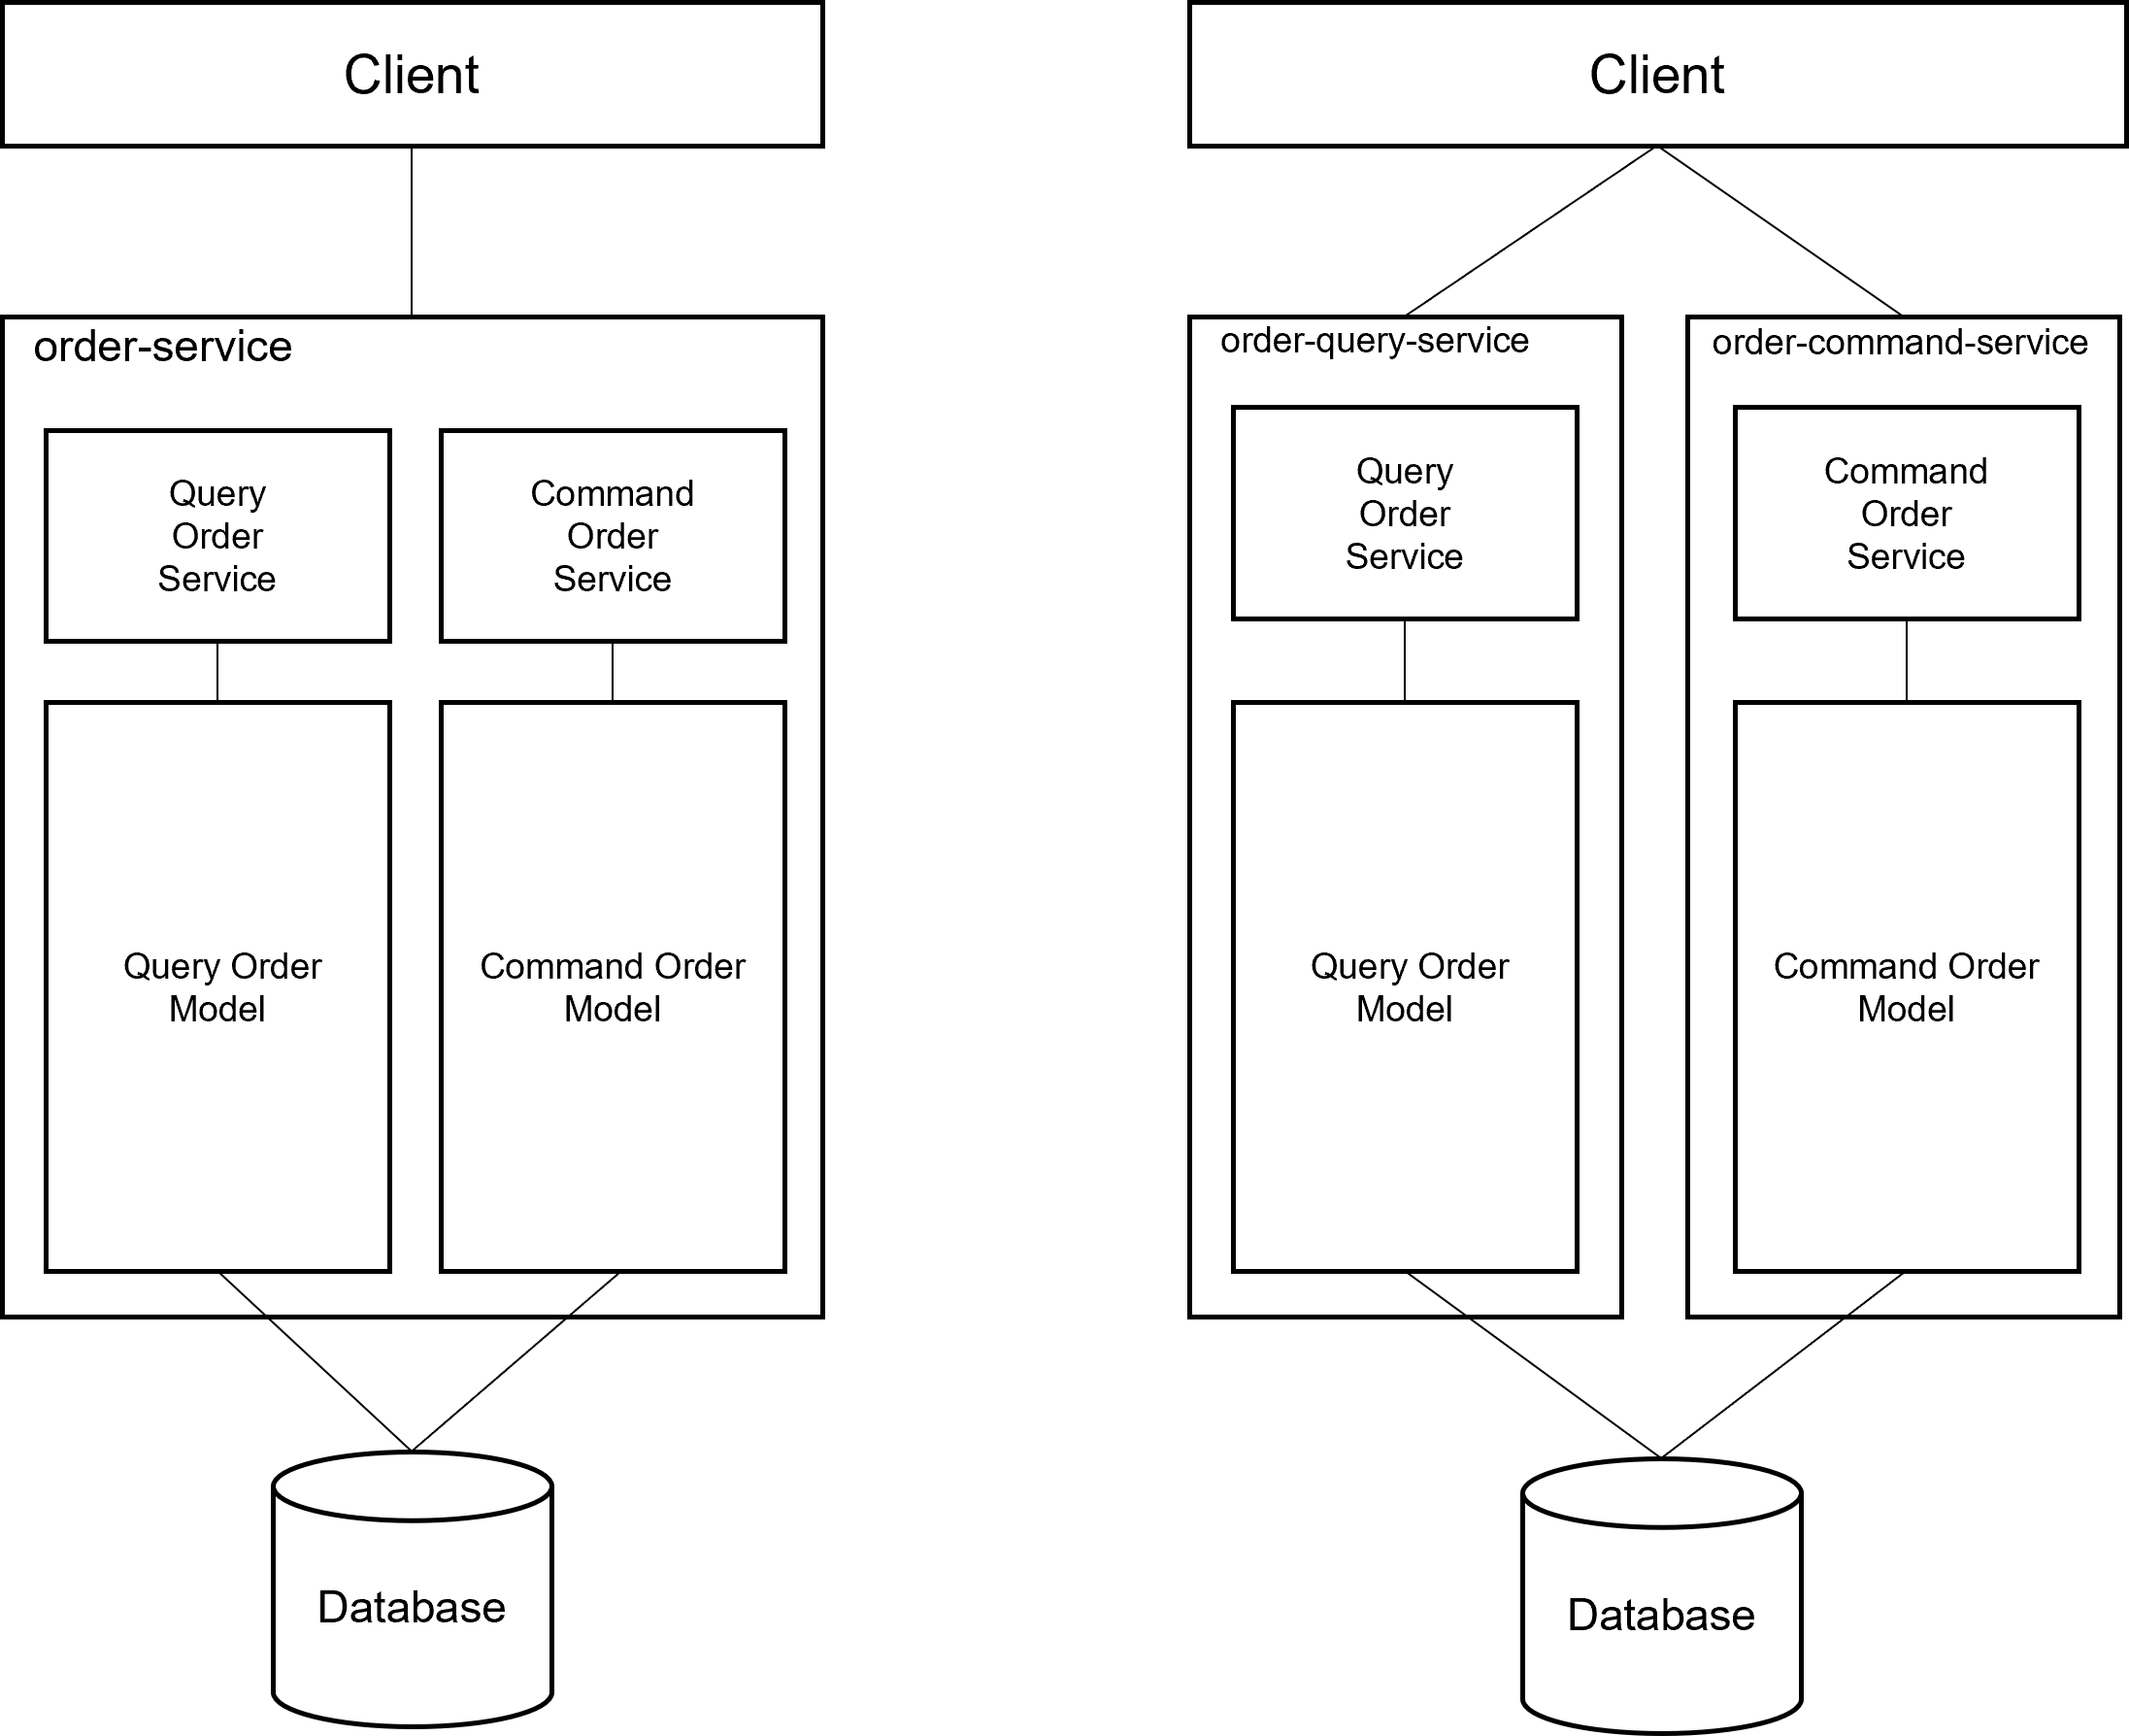 Client
order-service
Query
Order
Service
Command
Order
Service
Query Order
Model
Command Order
Model
Database
Client
order-query-service
Query
Order
Service
Query Order
Model
order-command-service
Command
Order
Service
Command Order
Model
Database